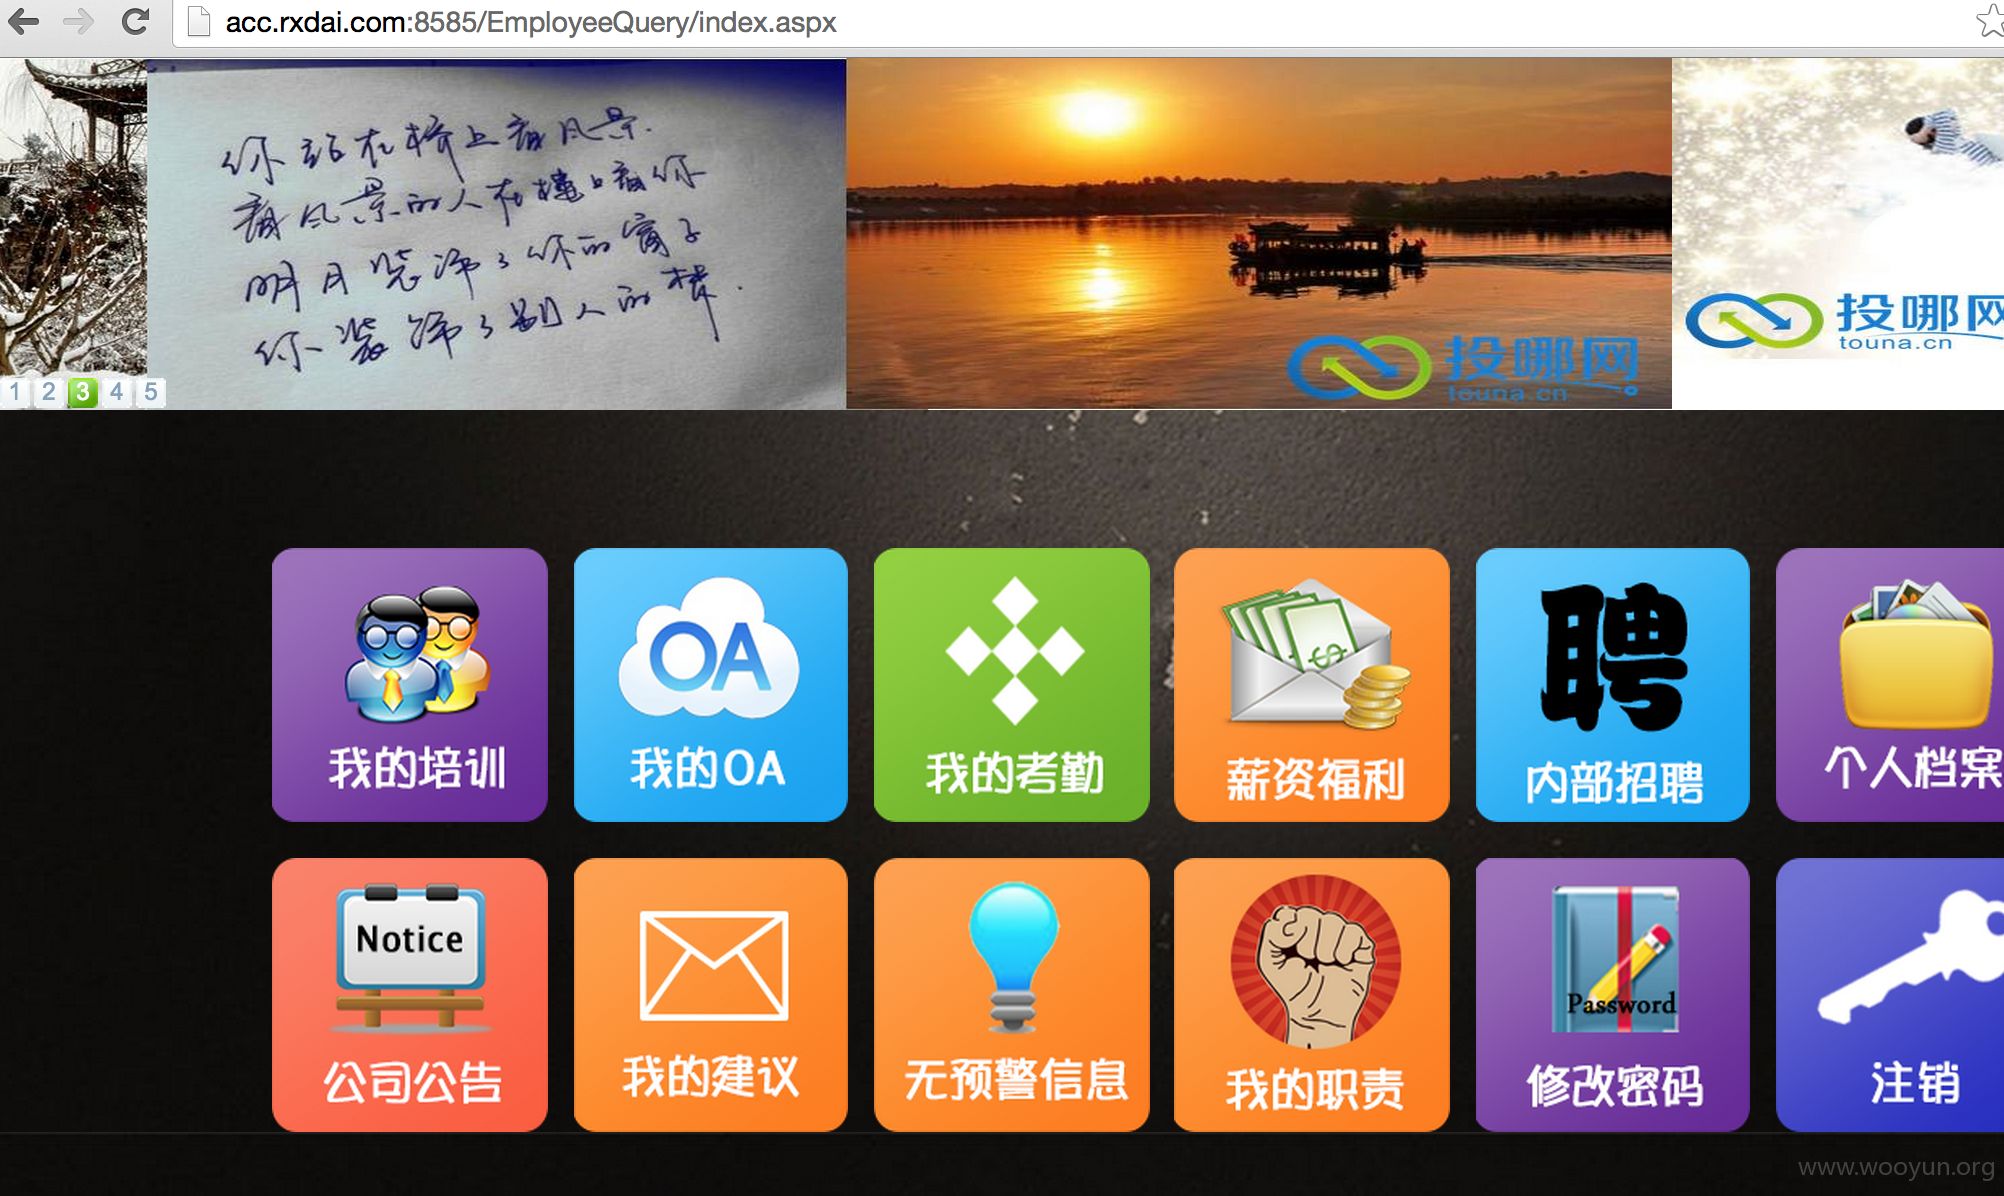 acc.rxdai.com:8585/EmployeeQuery/index.aspx
你站在桥上看风景.
看风景的人在楼上看你
明月装饰了你的窗子
你装饰了别人的梦.
投哪网
touna.cn
投哪网
touna.cn
1 2 3 4 5
OA
聘
我的培训
我的OA
我的考勤
薪资福利
内部招聘
个人档案
Notice
Password
公司公告
我的建议
无预警信息
我的职责
修改密码
注销
www.wooyun.org